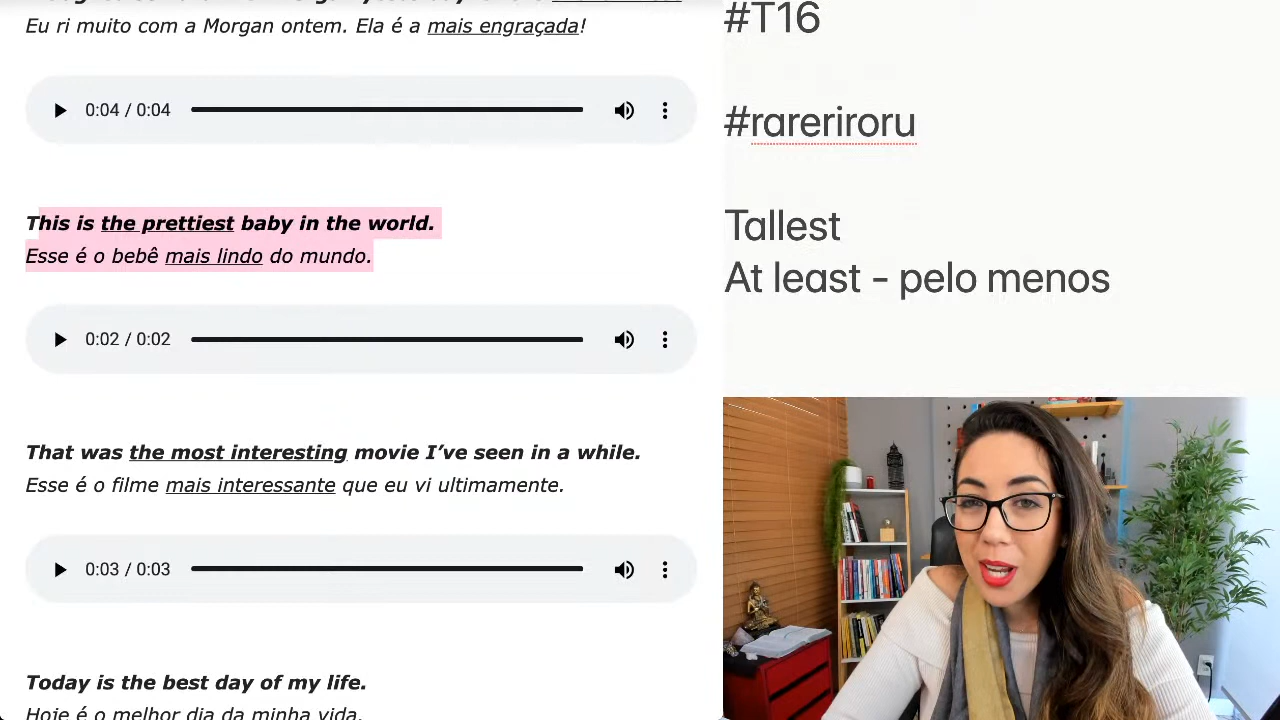 Eu ri muito com a Morgan ontem. Ela é a mais engraçada!
0:04 / 0:04
This is the prettiest baby in the world.
Esse é o bebê mais lindo do mundo.
0:02 / 0:02
That was the most interesting movie I’ve seen in a while.
Esse é o filme mais interessante que eu vi ultimamente.
0:03 / 0:03
Today is the best day of my life.
Hoje é o melhor dia da minha vida.
#T16
#rareriroru
Tallest
At least - pelo menos